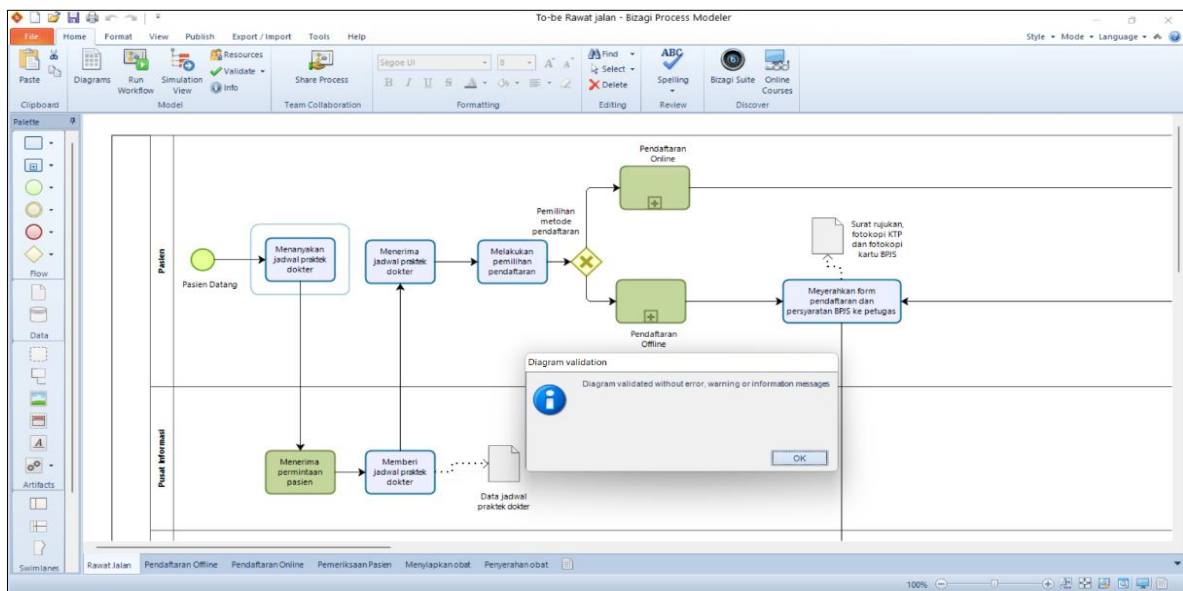 To-be Rawat jalan - Bizagi Process Modeler
File Home Format View Publish Export / Import Tools Help
Style Mode Language
Paste
Clipboard
Diagrams
Run
Workflow
Simulation
View
Resources
Validate
Info
Model
Share Process
Team Collaboration
Segoe UI 8
B I U S
Formatting
Find
Select
Delete
Editing
ABC
Spelling
Review
Bizagi Suite
Online
Courses
Discover
Palette
Flow
Data
Artifacts
Swimlanes
Pasien
Pasien Datang
Menanyakan
jadwal praktek
dokter
Menerima
jadwal praktek
dokter
Melakukan
pemilihan
pendaftaran
Pemilihan
metode
pendaftaran
Pendaftaran
Online
Pendaftaran
Offline
Surat rujukan,
fotokopi KTP
dan fotokopi
kartu BPJS
Meyerahkan form
pendaftaran dan
persyaratan BPJS ke petugas
Diagram validation
Diagram validated without error, warning or information messages
OK
Pusat Informasi
Menerima
permintaan
pasien
Memberi
jadwal praktek
dokter
Data jadwal
praktek dokter
Rawat Jalan Pendaftaran Offline Pendaftaran Online Pemeriksaan Pasien Menyiapkan obat Penyerahan obat
100%